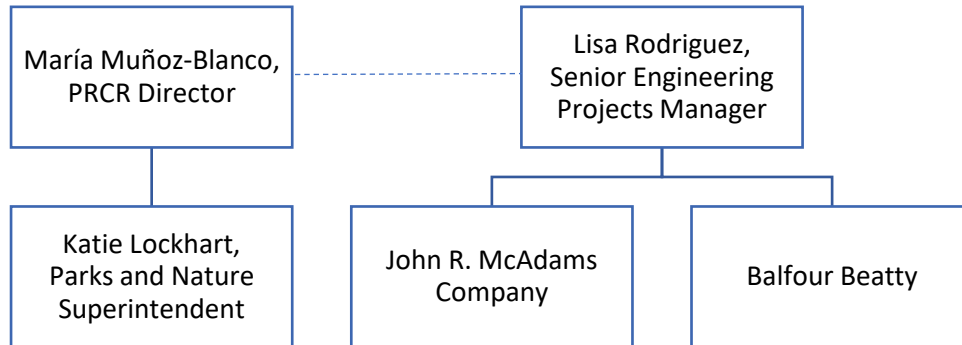 María Muñoz-Blanco,
PRCR Director
Lisa Rodriguez,
Senior Engineering
Projects Manager
Katie Lockhart,
Parks and Nature
Superintendent
John R. McAdams
Company
Balfour Beatty